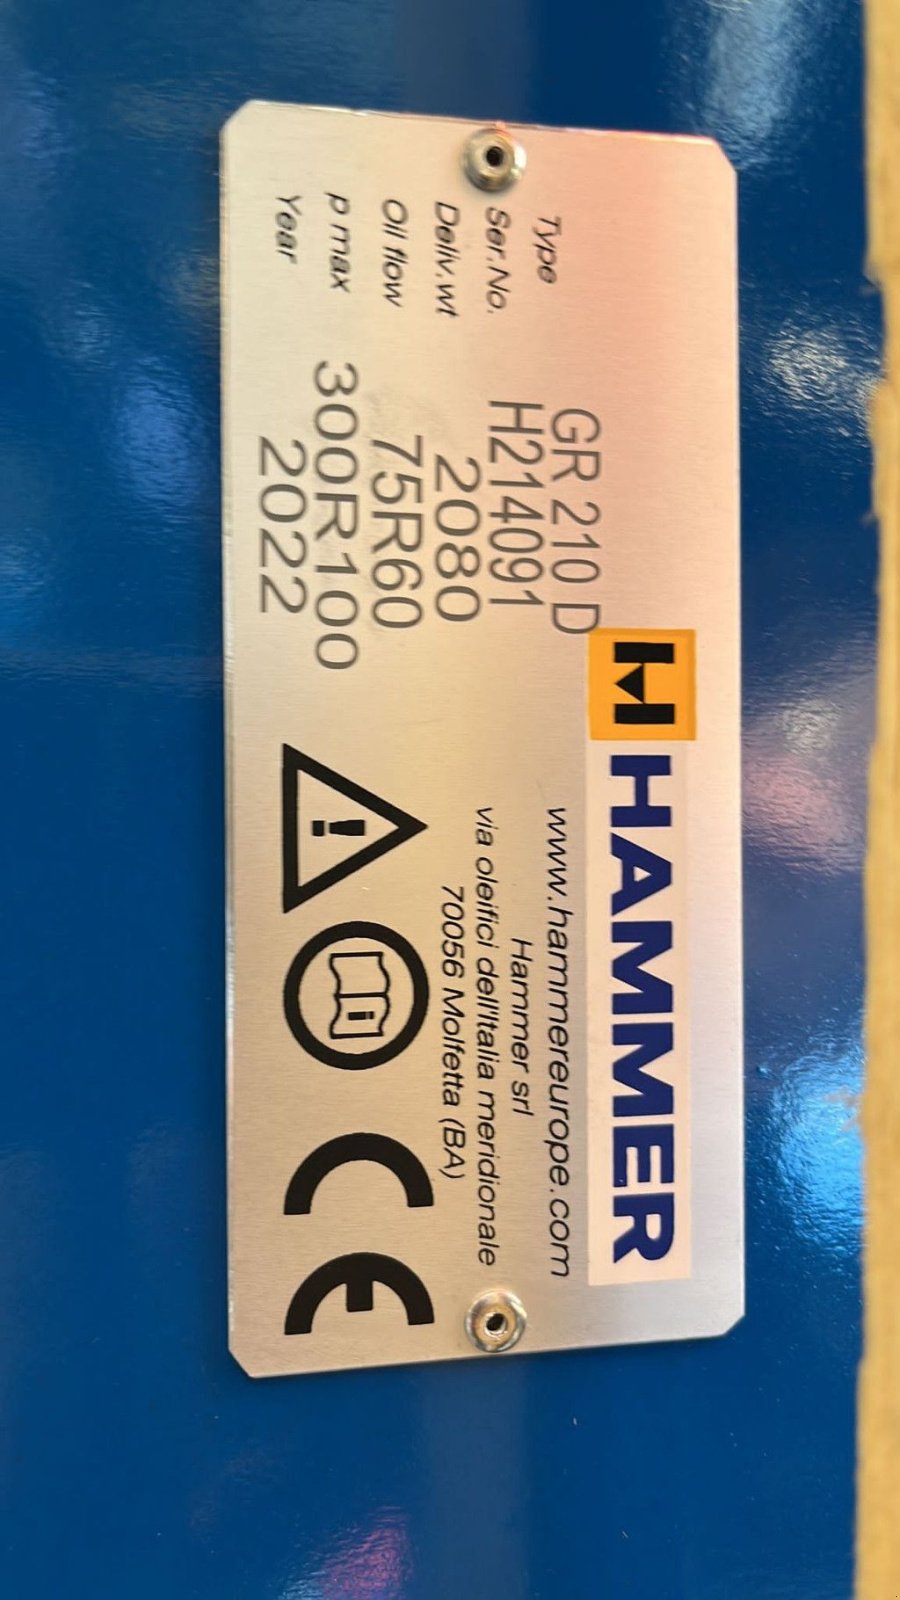 HAMMER
Type GR 210 D
Ser.No. H214091
Deliv.wt 2080
Oil flow 75R60
p max 300R100
Year 2022
www.hammereurope.com
Hammer srl
via oleifici dell'Italia meridionale
70056 Molfetta (BA)
CE